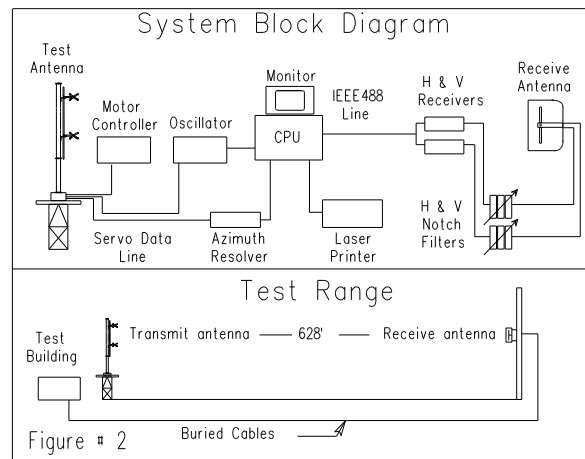 System Block Diagram
Test
Antenna
Motor
Controller
Oscillator
Monitor
CPU
IEEE488
Line
H & V
Receivers
Receive
Antenna
Servo Data
Line
Azimuth
Resolver
Laser
Printer
H & V
Notch
Filters
Test Range
Test
Building
Transmit antenna
628'
Receive antenna
Buried Cables
Figure # 2